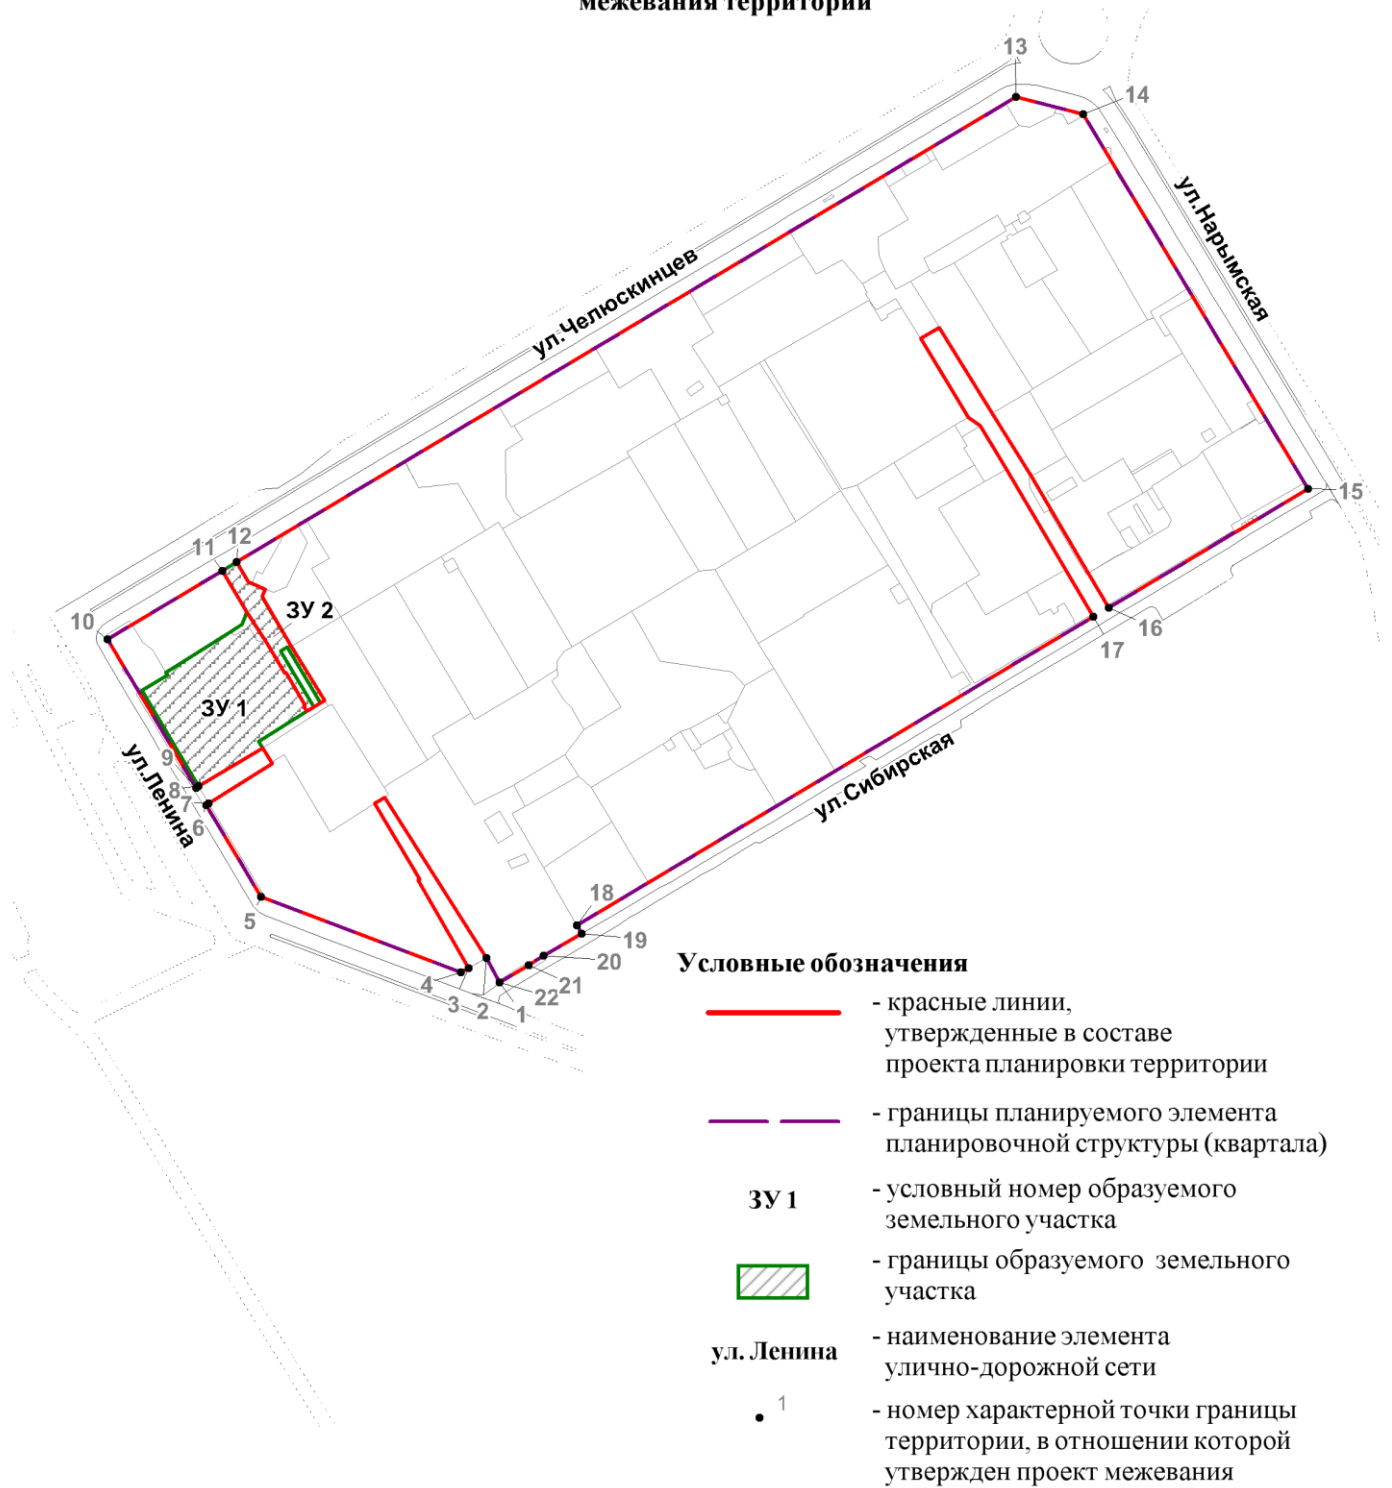 межевания территории
13
14
ул.Нарымская
ул.Челюскинцев
15
12
11
10
ЗУ 2
16
17
ЗУ 1
9
8
7
6
ул.Ленина
ул.Сибирская
5
18
19
20
21
22
4
3
2
1
Условные обозначения
- красные линии,
утвержденные в составе
проекта планировки территории
- границы планируемого элемента
планировочной структуры (квартала)
ЗУ 1
- условный номер образуемого
земельного участка
- границы образуемого земельного
участка
ул. Ленина
- наименование элемента
улично-дорожной сети
1
- номер характерной точки границы
территории, в отношении которой
утвержден проект межевания